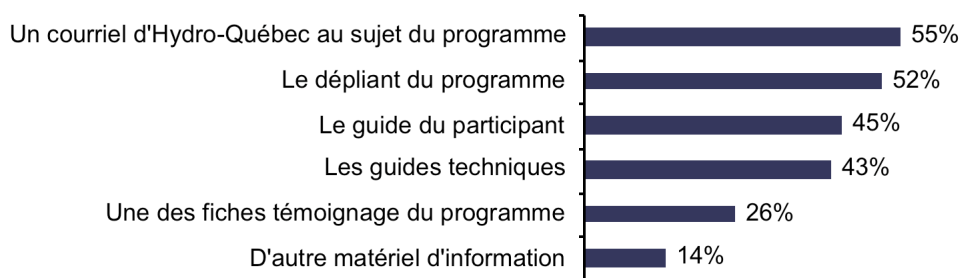 Un courriel d'Hydro-Québec au sujet du programme 55%
Le dépliant du programme 52%
Le guide du participant 45%
Les guides techniques 43%
Une des fiches témoignage du programme 26%
D'autre matériel d'information 14%